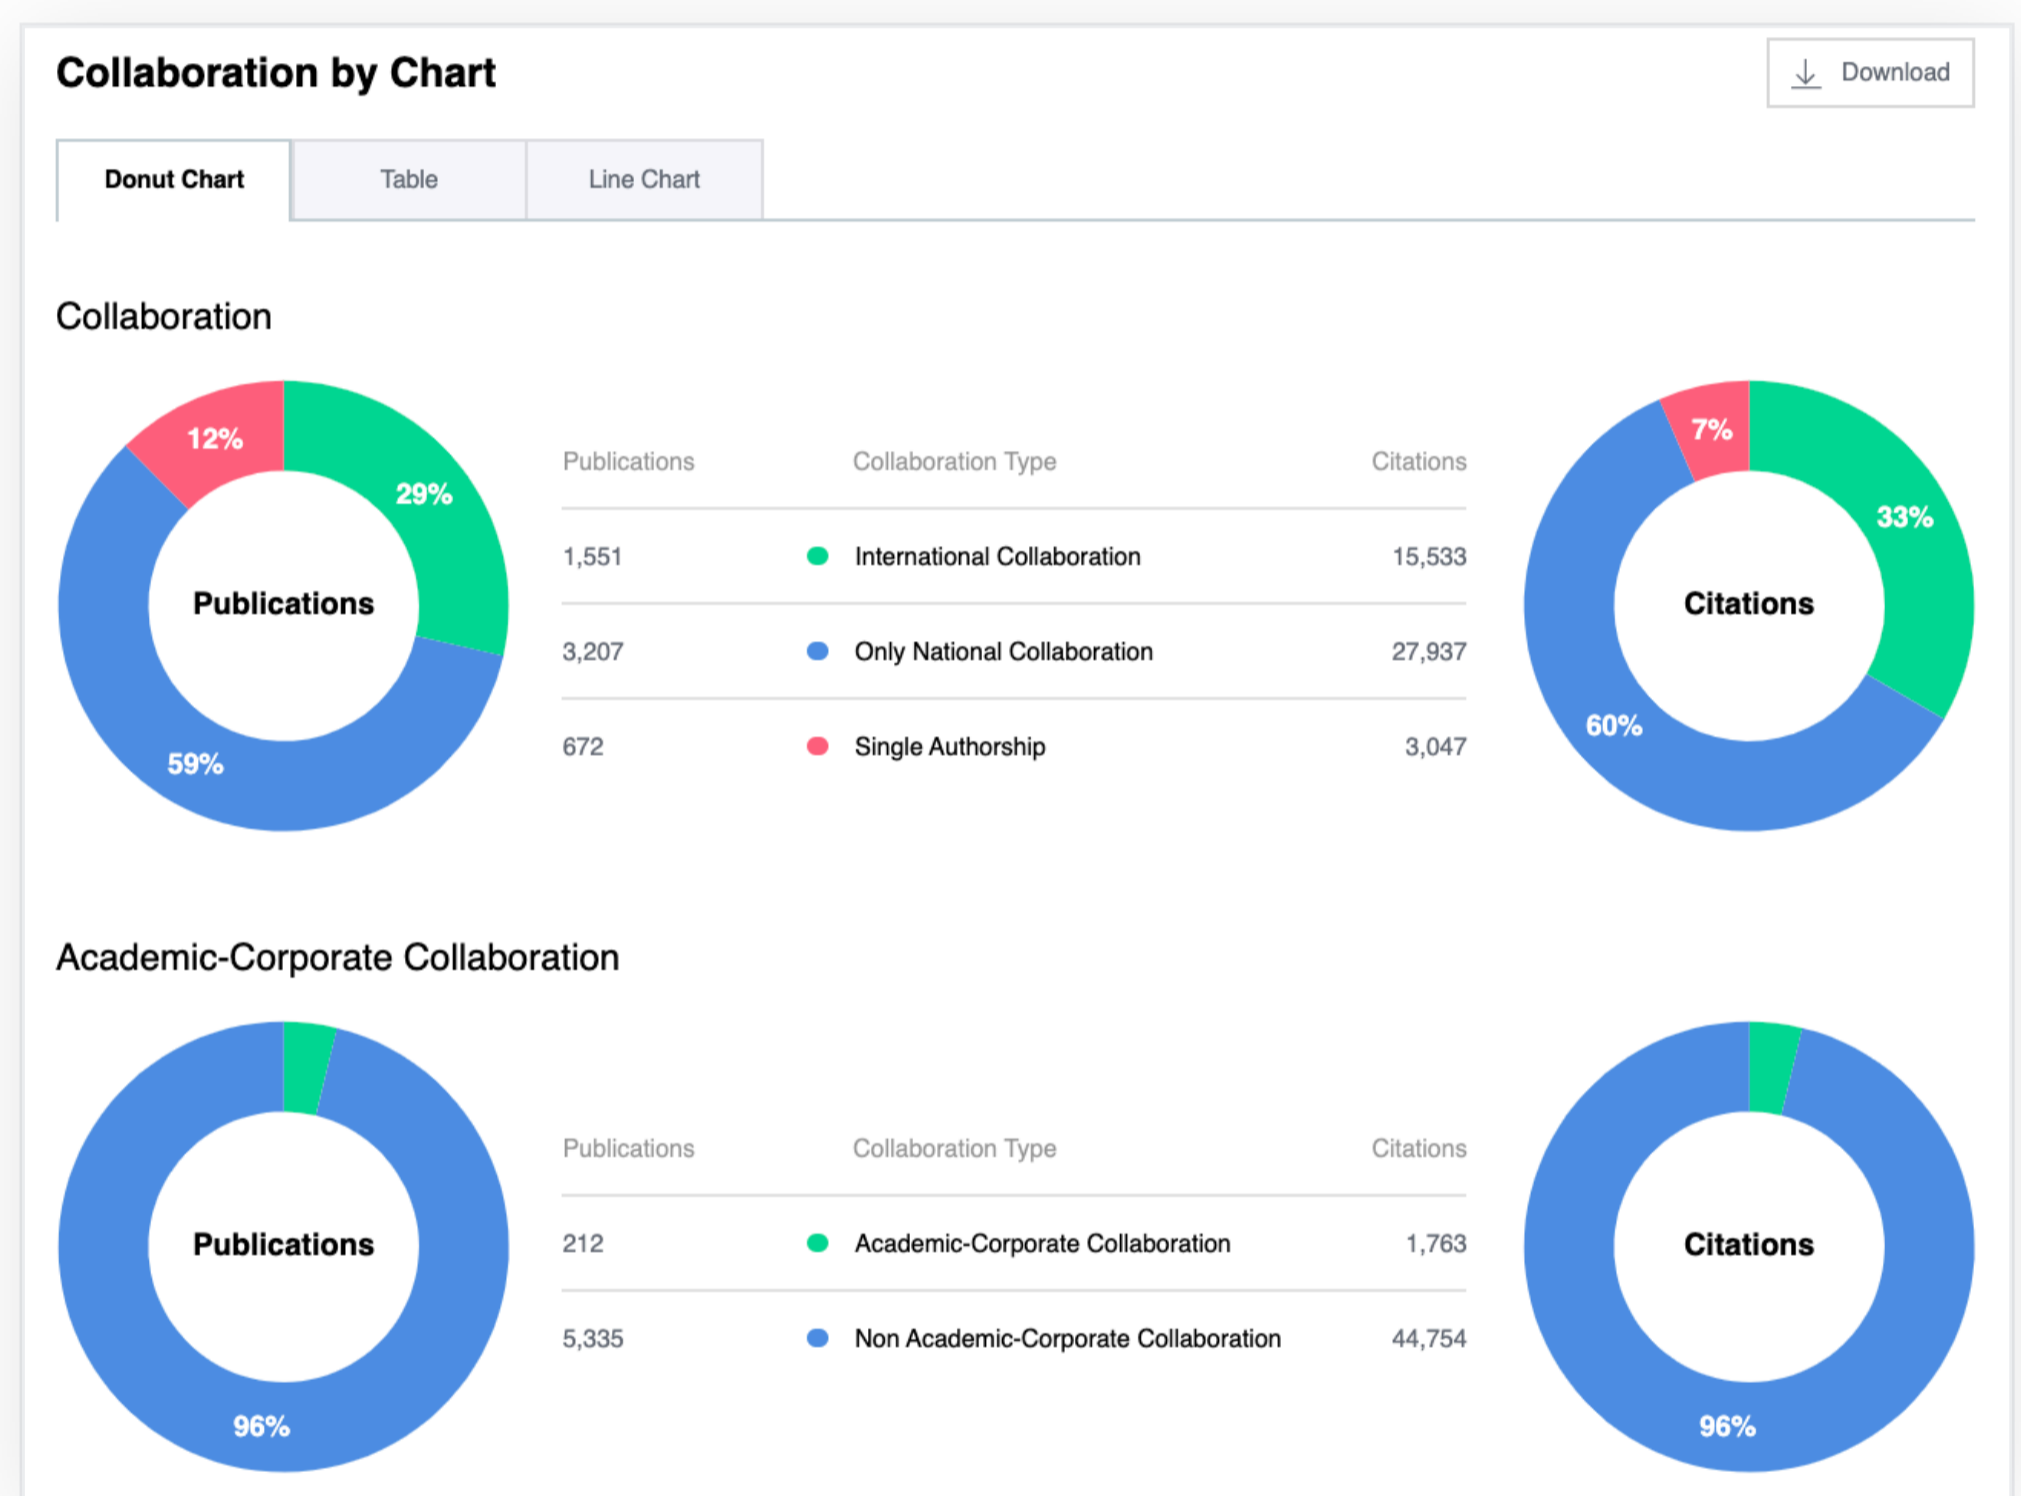 Collaboration by Chart
Download
Donut Chart Table Line Chart
Collaboration
12%
29%
Publications
59%
Publications Collaboration Type Citations
1,551 International Collaboration 15,533
3,207 Only National Collaboration 27,937
672 Single Authorship 3,047
7%
33%
Citations
60%
Academic-Corporate Collaboration
Publications
96%
Publications Collaboration Type Citations
212 Academic-Corporate Collaboration 1,763
5,335 Non Academic-Corporate Collaboration 44,754
Citations
96%